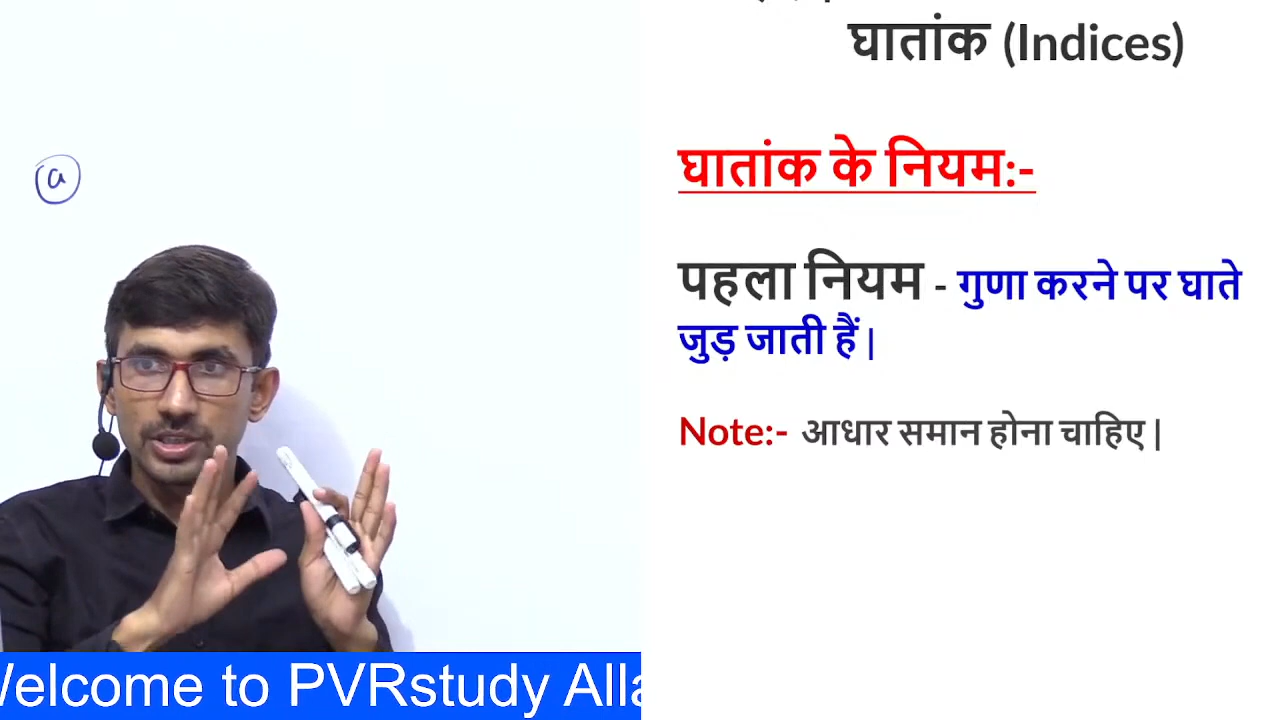 घातांक (Indices)
घातांक के नियम:-
पहला नियम - गुणा करने पर घाते
जुड़ जाती हैं |
Note:- आधार समान होना चाहिए |
a
Welcome to PVRstudy Alla